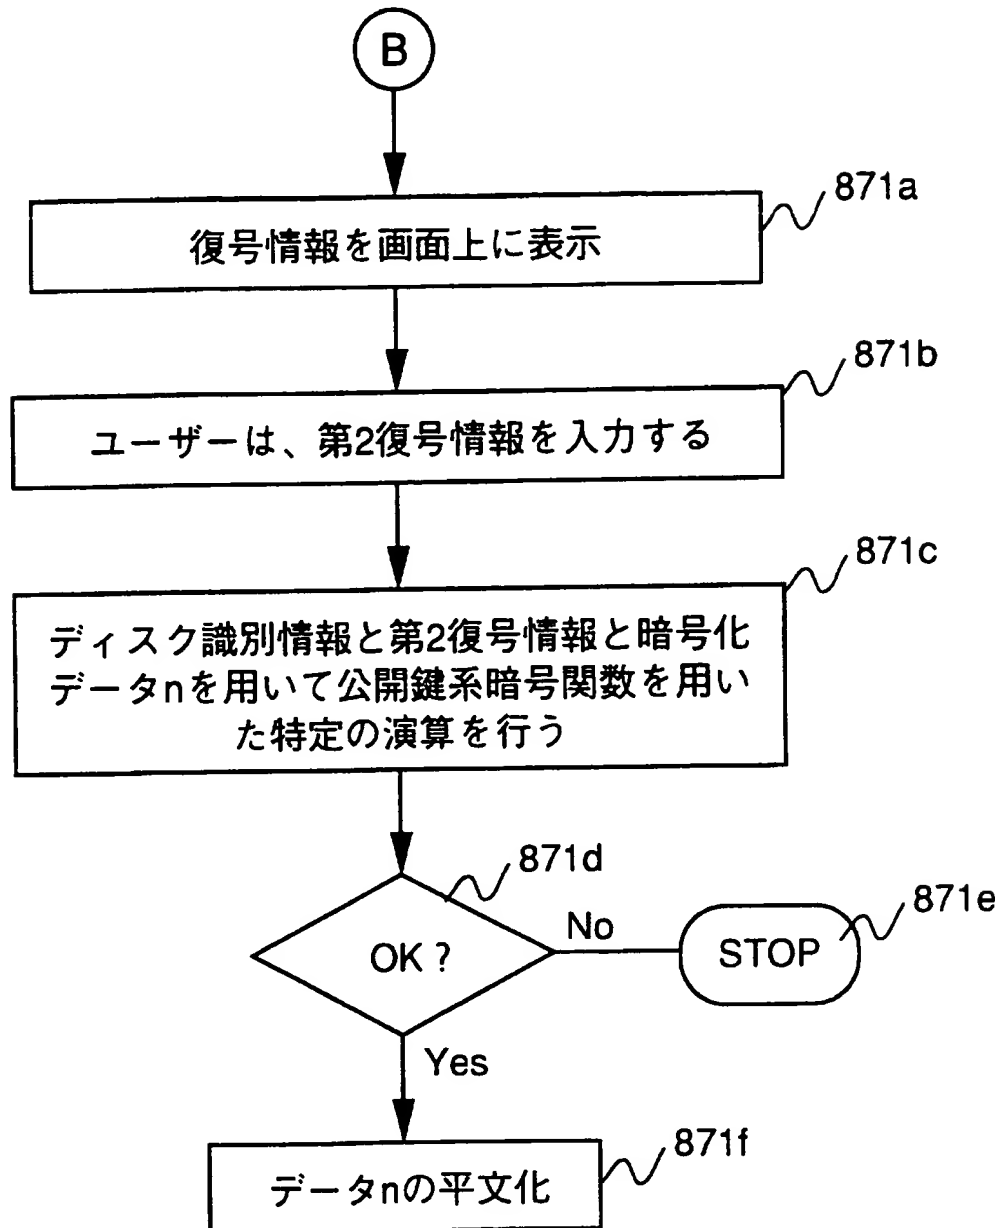 B
871a
復号情報を画面上に表示
871b
ユーザーは、第2復号情報を入力する
871c
ディスク識別情報と第2復号情報と暗号化
データnを用いて公開鍵系暗号関数を用い
た特定の演算を行う
871d
OK ?
No
871e
STOP
Yes
871f
データnの平文化